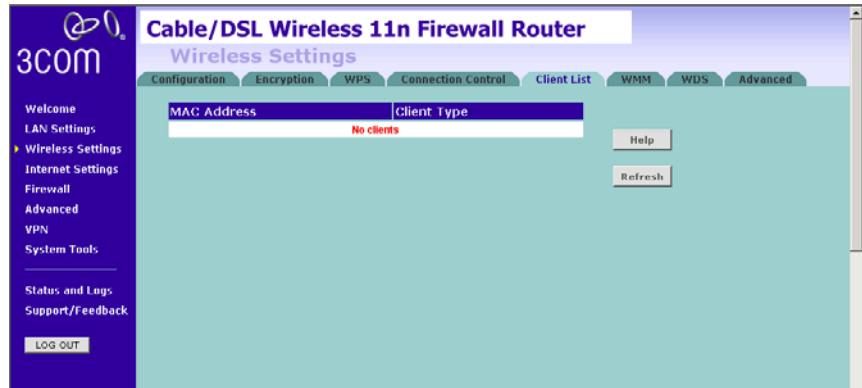 3COM
Cable/DSL Wireless 11n Firewall Router
Wireless Settings
Configuration Encryption WPS Connection Control Client List WMM WDS Advanced
Welcome
LAN Settings
Wireless Settings
Internet Settings
Firewall
Advanced
VPN
System Tools
Status and Logs
Support/Feedback
LOG OUT
MAC Address Client Type
No clients
Help
Refresh